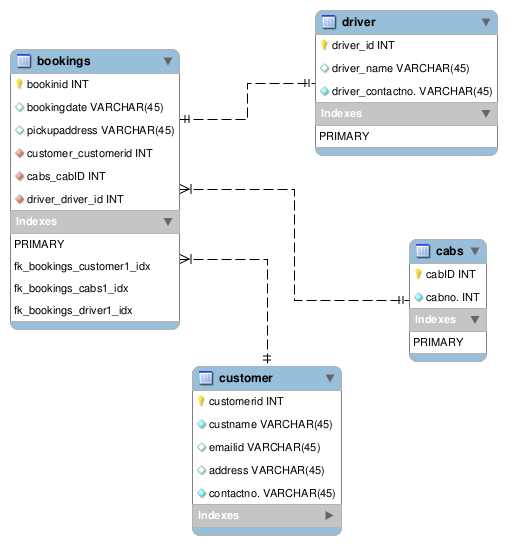 driver
driver_id INT
driver_name VARCHAR(45)
driver_contactno. VARCHAR(45)
Indexes
PRIMARY
bookings
bookinid INT
bookingdate VARCHAR(45)
pickupaddress VARCHAR(45)
customer_customerid INT
cabs_cabID INT
driver_driver_id INT
Indexes
PRIMARY
fk_bookings_customer1_idx
fk_bookings_cabs1_idx
fk_bookings_driver1_idx
cabs
cabID INT
cabno. INT
Indexes
PRIMARY
customer
customerid INT
custname VARCHAR(45)
emailid VARCHAR(45)
address VARCHAR(45)
contactno. VARCHAR(45)
Indexes